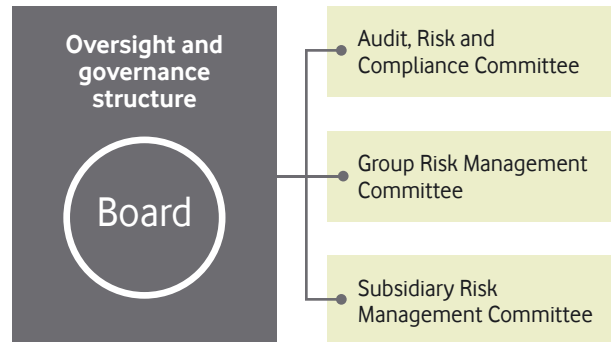 Oversight and
governance
structure
Board
Audit, Risk and
Compliance Committee
Group Risk Management
Committee
Subsidiary Risk
Management Committee